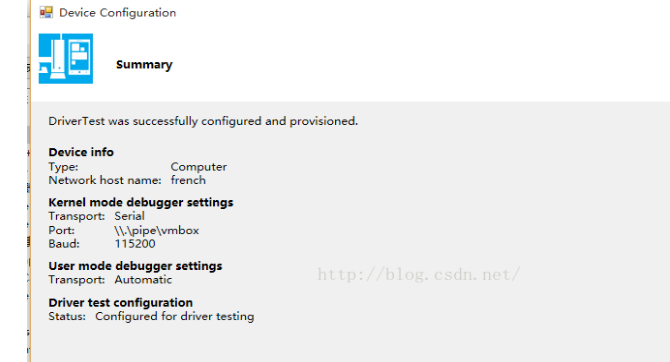 Device Configuration
Summary
DriverTest was successfully configured and provisioned.
Device info
Type: Computer
Network host name: french
Kernel mode debugger settings
Transport: Serial
Port: \\.\pipe\vmbox
Baud: 115200
User mode debugger settings
Transport: Automatic
http://blog.csdn.net/
Driver test configuration
Status: Configured for driver testing